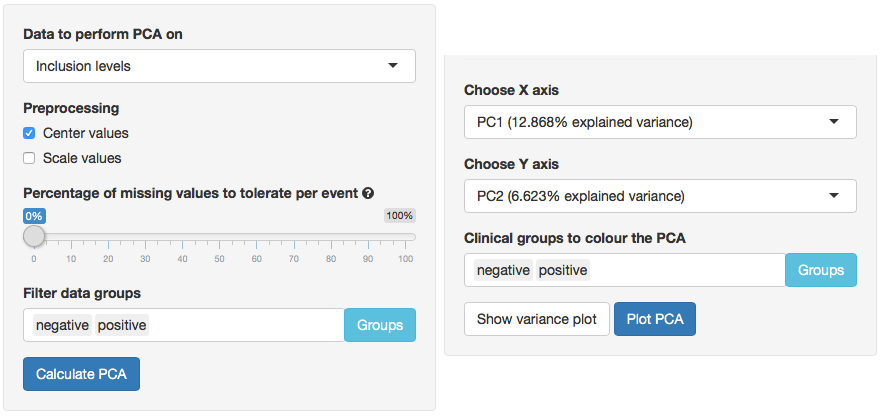 Data to perform PCA on
Inclusion levels
Preprocessing
Center values
Scale values
Percentage of missing values to tolerate per event ?
0% 100%
0 10 20 30 40 50 60 70 80 90 100
Filter data groups
negative positive Groups
Calculate PCA
Choose X axis
PC1 (12.868% explained variance)
Choose Y axis
PC2 (6.623% explained variance)
Clinical groups to colour the PCA
negative positive Groups
Show variance plot Plot PCA